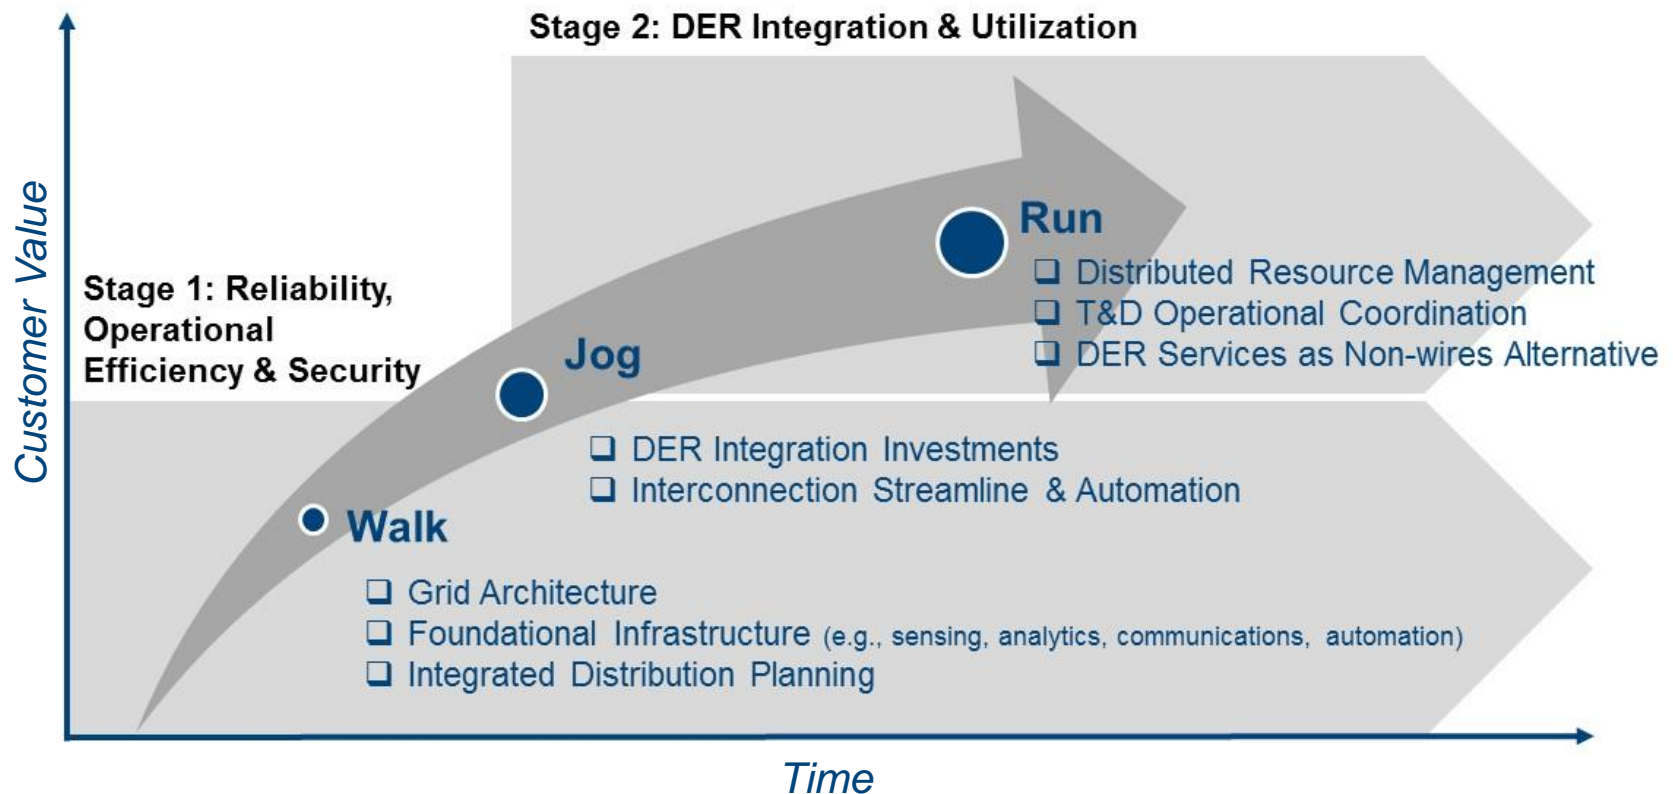 Stage 2: DER Integration & Utilization
Customer Value
Stage 1: Reliability,
Operational
Efficiency & Security
Run
❑ Distributed Resource Management
❑ T&D Operational Coordination
❑ DER Services as Non-wires Alternative
Jog
❑ DER Integration Investments
❑ Interconnection Streamline & Automation
Walk
❑ Grid Architecture
❑ Foundational Infrastructure (e.g., sensing, analytics, communications, automation)
❑ Integrated Distribution Planning
Time